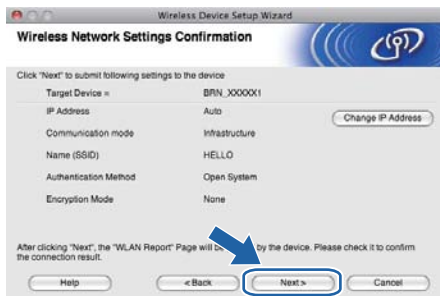 Wireless Device Setup Wizard
Wireless Network Settings Confirmation
Click "Next" to submit following settings to the device
Target Device = BRN_XXXXX1
IP Address Auto
Change IP Address
Communication mode Infrastructure
Name (SSID) HELLO
Authentication Method Open System
Encryption Mode None
After clicking "Next", the "WLAN Report" Page will by the device. Please check it to confirm
the connection result.
Help < Back Next > Cancel